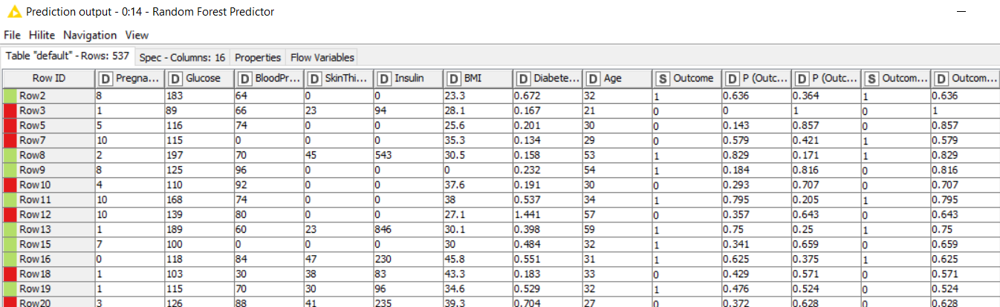 Prediction output - 0:14 - Random Forest Predictor
File Hilite Navigation View
Table "default" - Rows: 537 Spec - Columns: 16 Properties Flow Variables
Row ID D Pregna... D Glucose D BloodPr... D SkinThi... D Insulin D BMI D Diabete... D Age S Outcome D P (Outc... D P (Outc... S Outcom... D Outcom...
Row2 8 183 64 0 0 23.3 0.672 32 1 0.636 0.364 1 0.636
Row3 1 89 66 23 94 28.1 0.167 21 0 0 1 0 1
Row5 5 116 74 0 0 25.6 0.201 30 0 0.143 0.857 0 0.857
Row7 10 115 0 0 0 35.3 0.134 29 0 0.579 0.421 1 0.579
Row8 2 197 70 45 543 30.5 0.158 53 1 0.829 0.171 1 0.829
Row9 8 125 96 0 0 0 0.232 54 1 0.184 0.816 0 0.816
Row10 4 110 92 0 0 37.6 0.191 30 0 0.293 0.707 0 0.707
Row11 10 168 74 0 0 38 0.537 34 1 0.795 0.205 1 0.795
Row12 10 139 80 0 0 27.1 1.441 57 0 0.357 0.643 0 0.643
Row13 1 189 60 23 846 30.1 0.398 59 1 0.75 0.25 1 0.75
Row15 7 100 0 0 0 30 0.484 32 1 0.341 0.659 0 0.659
Row16 0 118 84 47 230 45.8 0.551 31 1 0.625 0.375 1 0.625
Row18 1 103 30 38 83 43.3 0.183 33 0 0.429 0.571 0 0.571
Row19 1 115 70 30 96 34.6 0.529 32 1 0.476 0.524 0 0.524
Row20 3 126 88 41 235 39.3 0.704 27 0 0.372 0.628 0 0.628